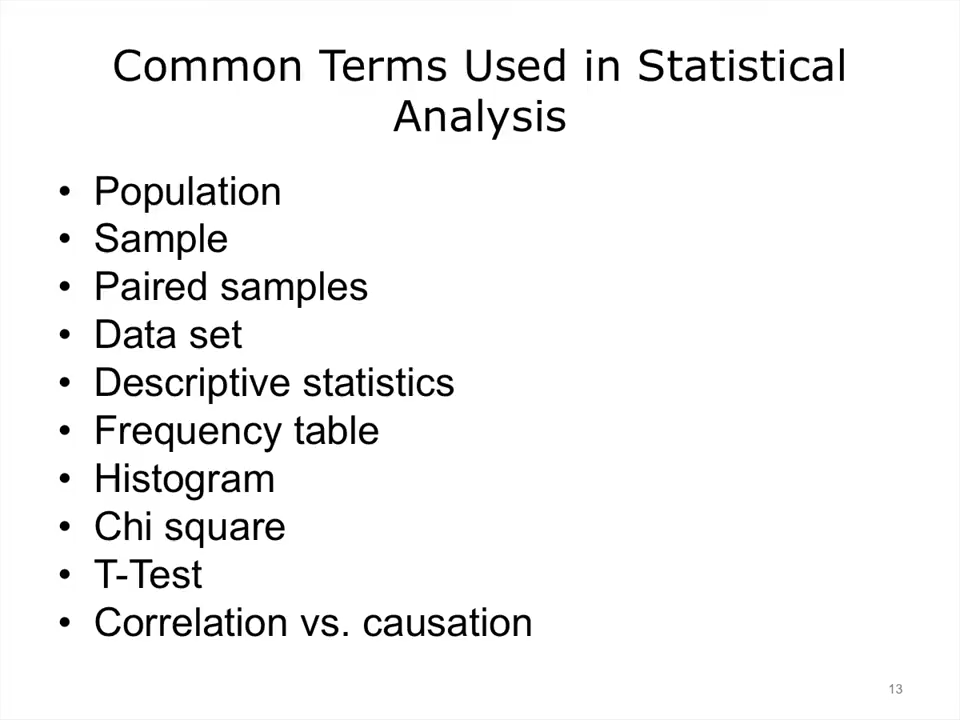 Common Terms Used in Statistical
Analysis
• Population
• Sample
• Paired samples
• Data set
• Descriptive statistics
• Frequency table
• Histogram
• Chi square
• T-Test
• Correlation vs. causation
13